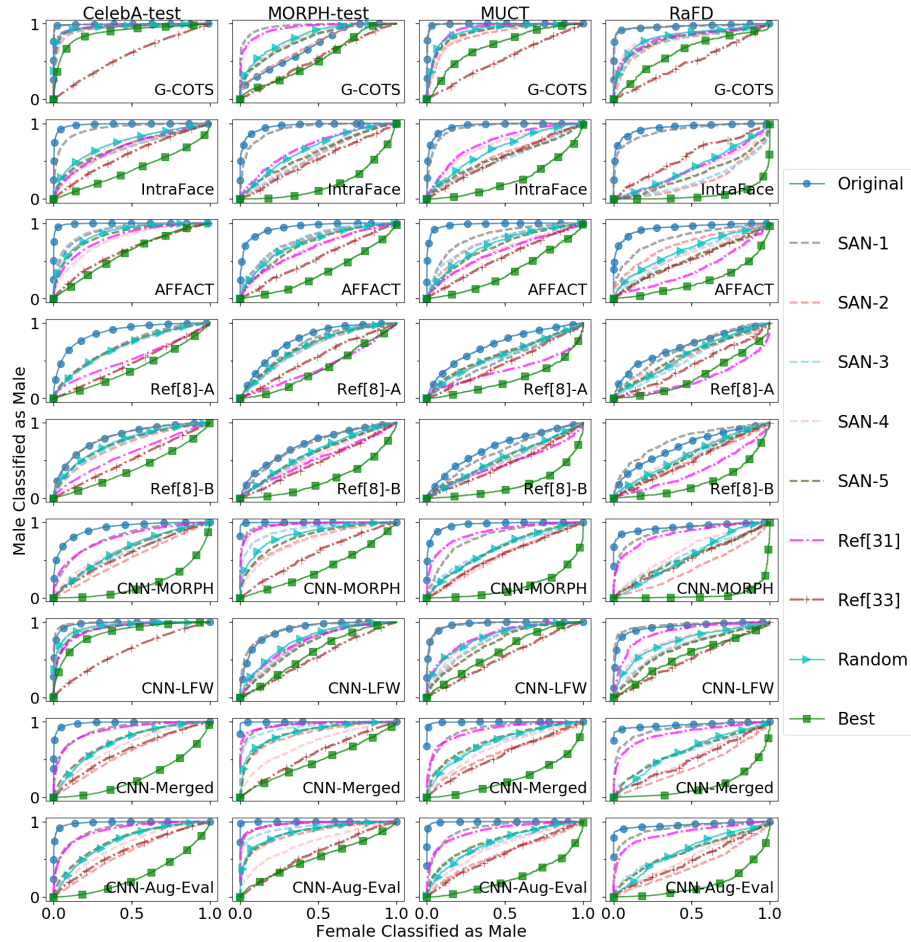 CelebA-test MORPH-test MUCT RaFD
1 G-COTS G-COTS G-COTS G-COTS
0
1 IntraFace IntraFace IntraFace IntraFace
0
1 AFFACT AFFACT AFFACT AFFACT
0
1 Ref[8]-A Ref[8]-A Ref[8]-A Ref[8]-A
0
1 Ref[8]-B Ref[8]-B Ref[8]-B Ref[8]-B
0
1 CNN-MORPH CNN-MORPH CNN-MORPH CNN-MORPH
0
1 CNN-LFW CNN-LFW CNN-LFW CNN-LFW
0
1 CNN-Merged CNN-Merged CNN-Merged CNN-Merged
0
1 CNN-Aug-Eval CNN-Aug-Eval CNN-Aug-Eval CNN-Aug-Eval
0
0.0 0.5 1.0 0.0 0.5 1.0 0.0 0.5 1.0 0.0 0.5 1.0
Female Classified as Male
Male Classified as Male
Original
SAN-1
SAN-2
SAN-3
SAN-4
SAN-5
Ref[31]
Ref[33]
Random
Best